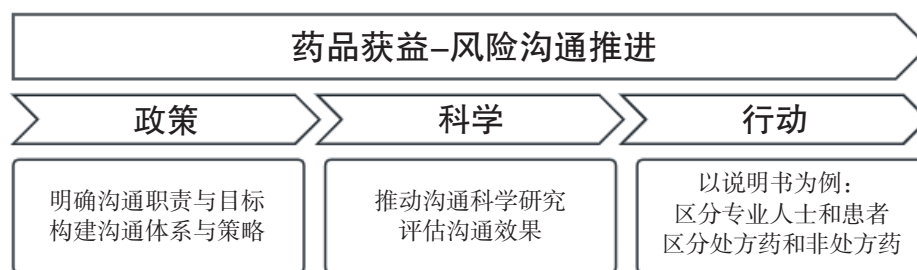 药品获益–风险沟通推进
政策
科学
行动
明确沟通职责与目标
构建沟通体系与策略
推动沟通科学研究
评估沟通效果
以说明书为例：
区分专业人士和患者
区分处方药和非处方药